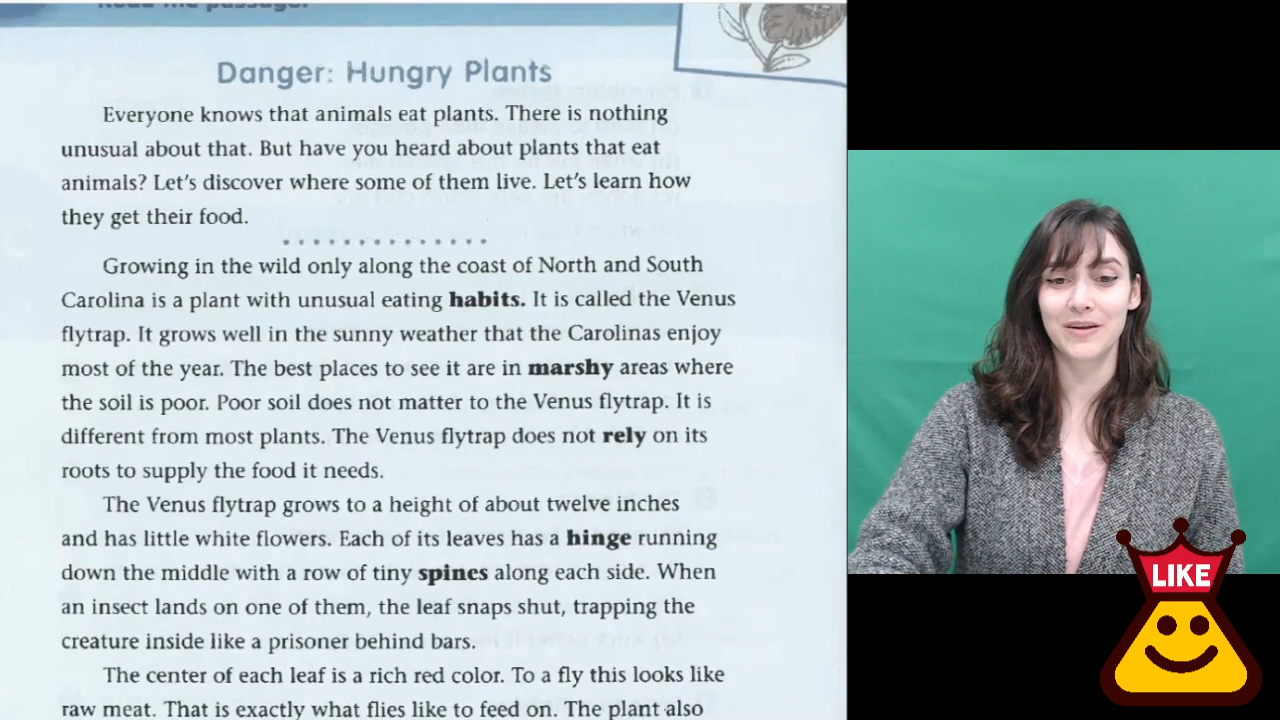 Read the passage.
Danger: Hungry Plants
Everyone knows that animals eat plants. There is nothing
unusual about that. But have you heard about plants that eat
animals? Let's discover where some of them live. Let's learn how
they get their food.
Growing in the wild only along the coast of North and South
Carolina is a plant with unusual eating habits. It is called the Venus
flytrap. It grows well in the sunny weather that the Carolinas enjoy
most of the year. The best places to see it are in marshy areas where
the soil is poor. Poor soil does not matter to the Venus flytrap. It is
different from most plants. The Venus flytrap does not rely on its
roots to supply the food it needs.
The Venus flytrap grows to a height of about twelve inches
and has little white flowers. Each of its leaves has a hinge running
down the middle with a row of tiny spines along each side. When
an insect lands on one of them, the leaf snaps shut, trapping the
creature inside like a prisoner behind bars.
The center of each leaf is a rich red color. To a fly this looks like
raw meat. That is exactly what flies like to feed on. The plant also
LIKE